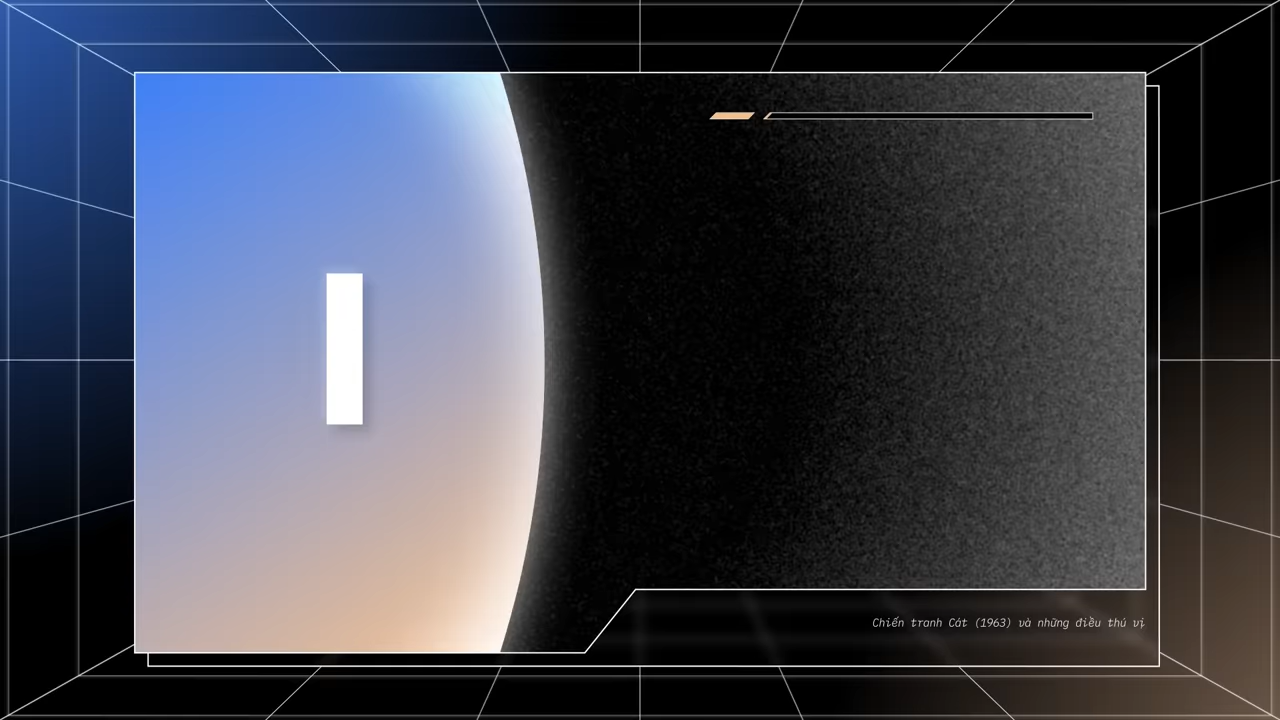 I
Chiến tranh Cát (1963) và những điều thú vị